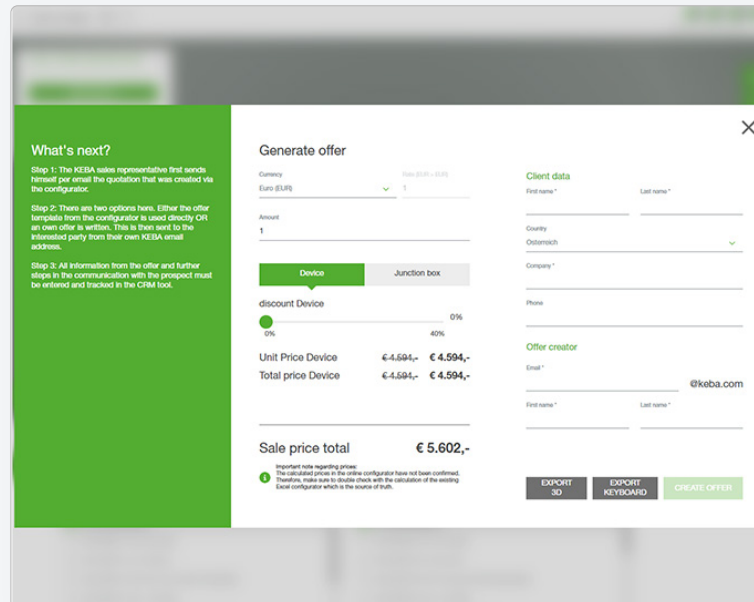 What's next?
Step 1: The KEBA sales representative first sends
himself per email the quotation that was created via
the configurator.
Step 2: There are two options here. Either the offer
template from the configurator is used directly OR
an own offer is written. This is then sent to the
interested party from their own KEBA email
address.
Step 3: All information from the offer and further
steps in the communication with the prospect must
be entered and tracked in the CRM tool.
Generate offer
Currency
Rate (EUR > EUR)
Euro (EUR)
1
Amount
1
Device
Junction box
discount Device
0%
0%
40%
Unit Price Device
€ 4.594,- € 4.594,-
Total price Device
€ 4.594,- € 4.594,-
Sale price total
€ 5.602,-
Important note regarding prices:
The calculated prices in the online configurator have not been confirmed.
Therefore, make sure to double check with the calculation of the existing
Excel configurator which is the source of truth.
Client data
First name *
Last name *
Country
Österreich
Company *
Phone
Offer creator
Email *
@keba.com
First name *
Last name *
EXPORT
3D
EXPORT
KEYBOARD
CREATE OFFER